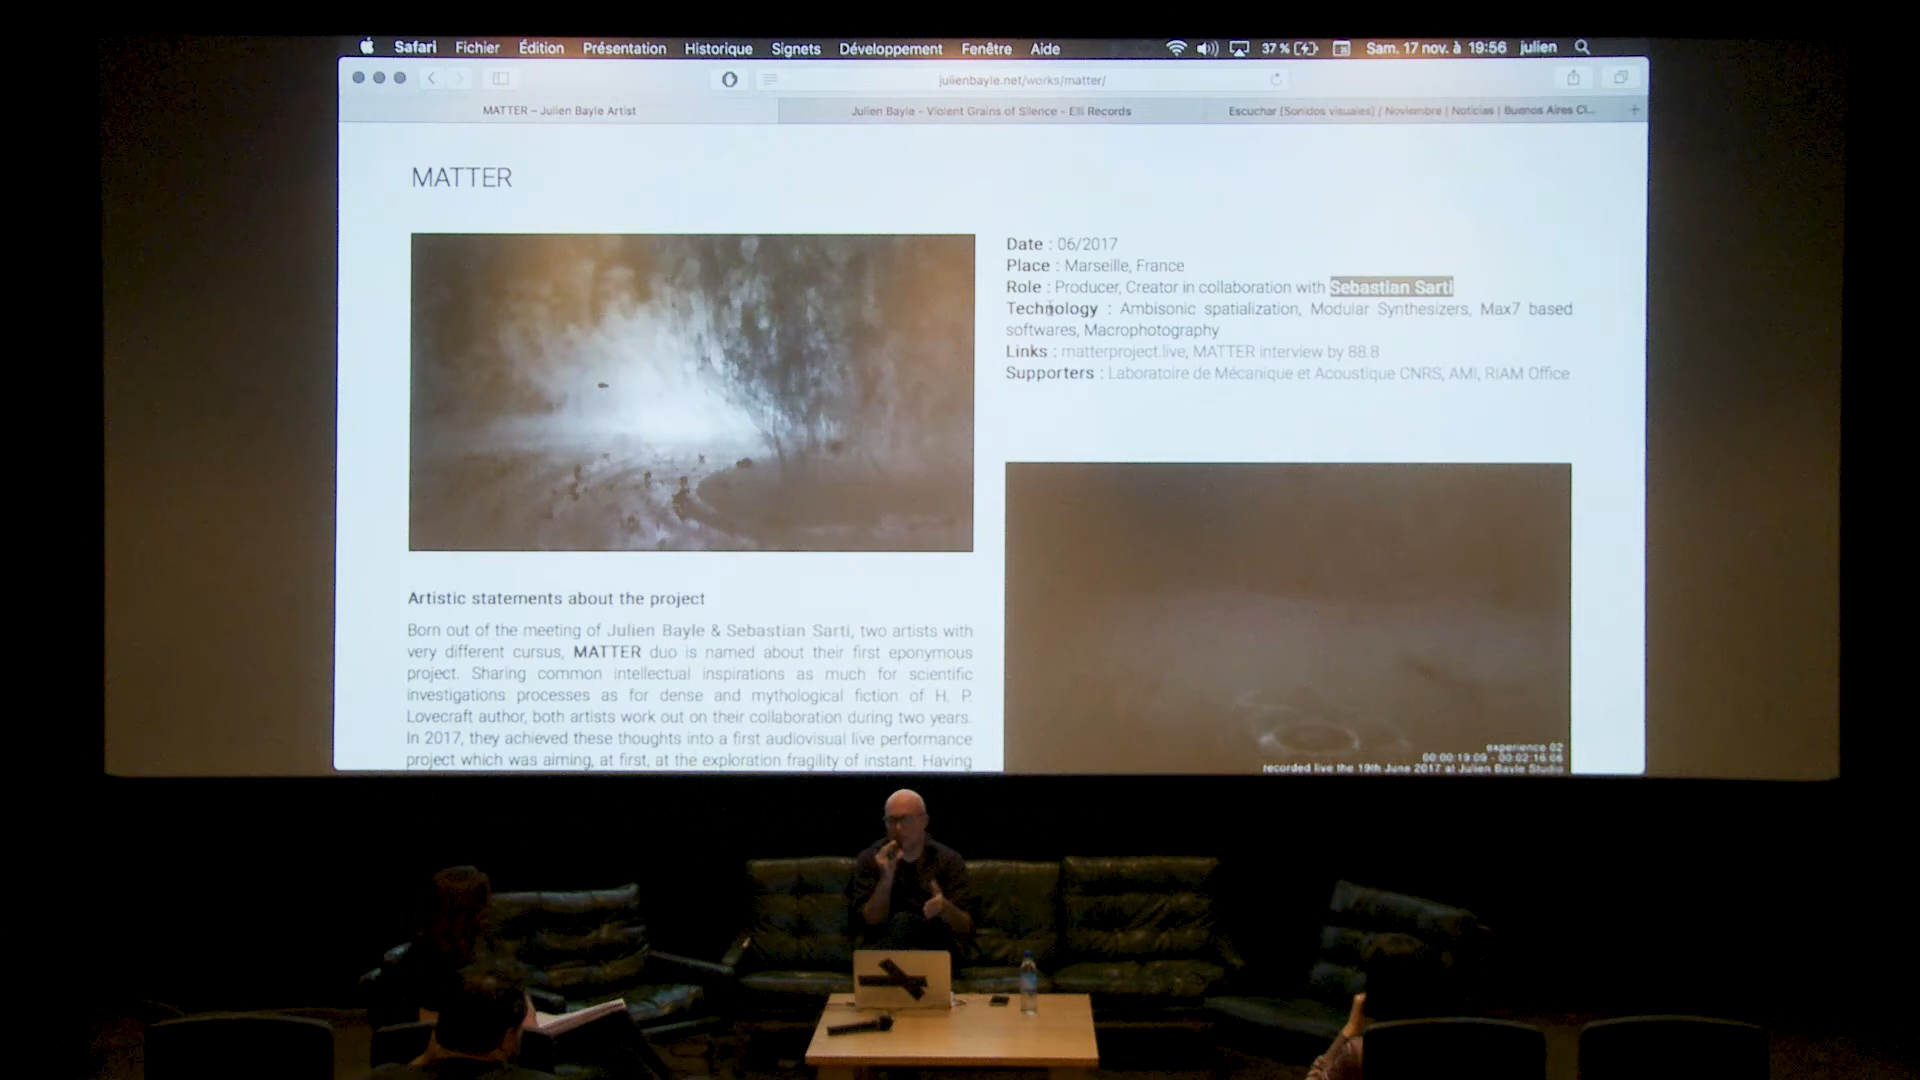 Safari Fichier Édition Présentation Historique Signets Développement Fenêtre Aide 37 % Sam. 17 nov. à 19:56 julien
julienbayle.net/works/matter/
MATTER – Julien Bayle Artist Julien Bayle - Violent Grains of Silence - Elli Records Escuchar [Sonidos visuales] / Noviembre | Noticias | Buenos Aires Ci...
MATTER
Date : 06/2017
Place : Marseille, France
Role : Producer, Creator in collaboration with Sebastian Sarti
Technology : Ambisonic spatialization, Modular Synthesizers, Max7 based
softwares, Macrophotography
Links : matterproject.live, MATTER interview by 88.8
Supporters : Laboratoire de Mécanique et Acoustique CNRS, AMI, RIAM Office
Artistic statements about the project
Born out of the meeting of Julien Bayle & Sebastian Sarti, two artists with
very different cursus, MATTER duo is named about their first eponymous
project. Sharing common intellectual inspirations as much for scientific
investigations processes as for dense and mythological fiction of H. P.
Lovecraft author, both artists work out on their collaboration during two years.
In 2017, they achieved these thoughts into a first audiovisual live performance
project which was aiming, at first, at the exploration fragility of instant. Having
experience 02
00:00:19:09 - 00:02:16:06
recorded live the 19th June 2017 at Julien Bayle Studio